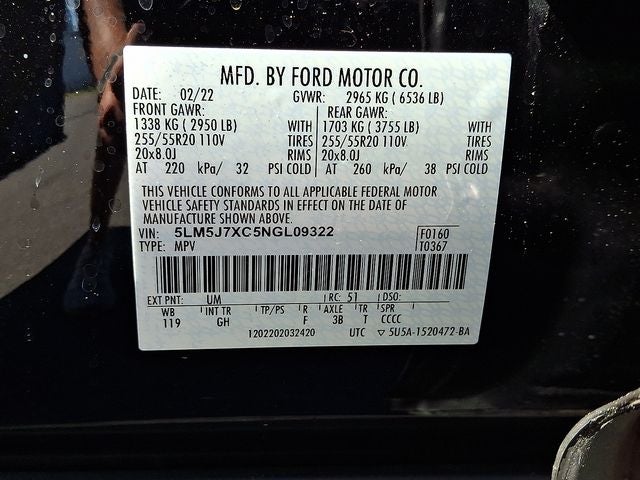 MFD. BY FORD MOTOR CO.
DATE: 02/22 GVWR: 2965 KG ( 6536 LB)
FRONT GAWR: REAR GAWR:
1338 KG ( 2950 LB) WITH 1703 KG ( 3755 LB) WITH
255/55R20 110V TIRES 255/55R20 110V TIRES
20x8.0J RIMS 20x8.0J RIMS
AT 220 kPa/ 32 PSI COLD AT 260 kPa/ 38 PSI COLD
THIS VEHICLE CONFORMS TO ALL APPLICABLE FEDERAL MOTOR
VEHICLE SAFETY STANDARDS IN EFFECT ON THE DATE OF
MANUFACTURE SHOWN ABOVE.
VIN: 5LM5J7XC5NGL09322 F0160
TYPE: MPV T0367
EXT PNT: UM RC: 51 DSO:
WB INT TR TP/PS R AXLE TR SPR
119 GH F 3B T CCCC
1202202032420 UTC ▽ 5U5A-1520472-BA